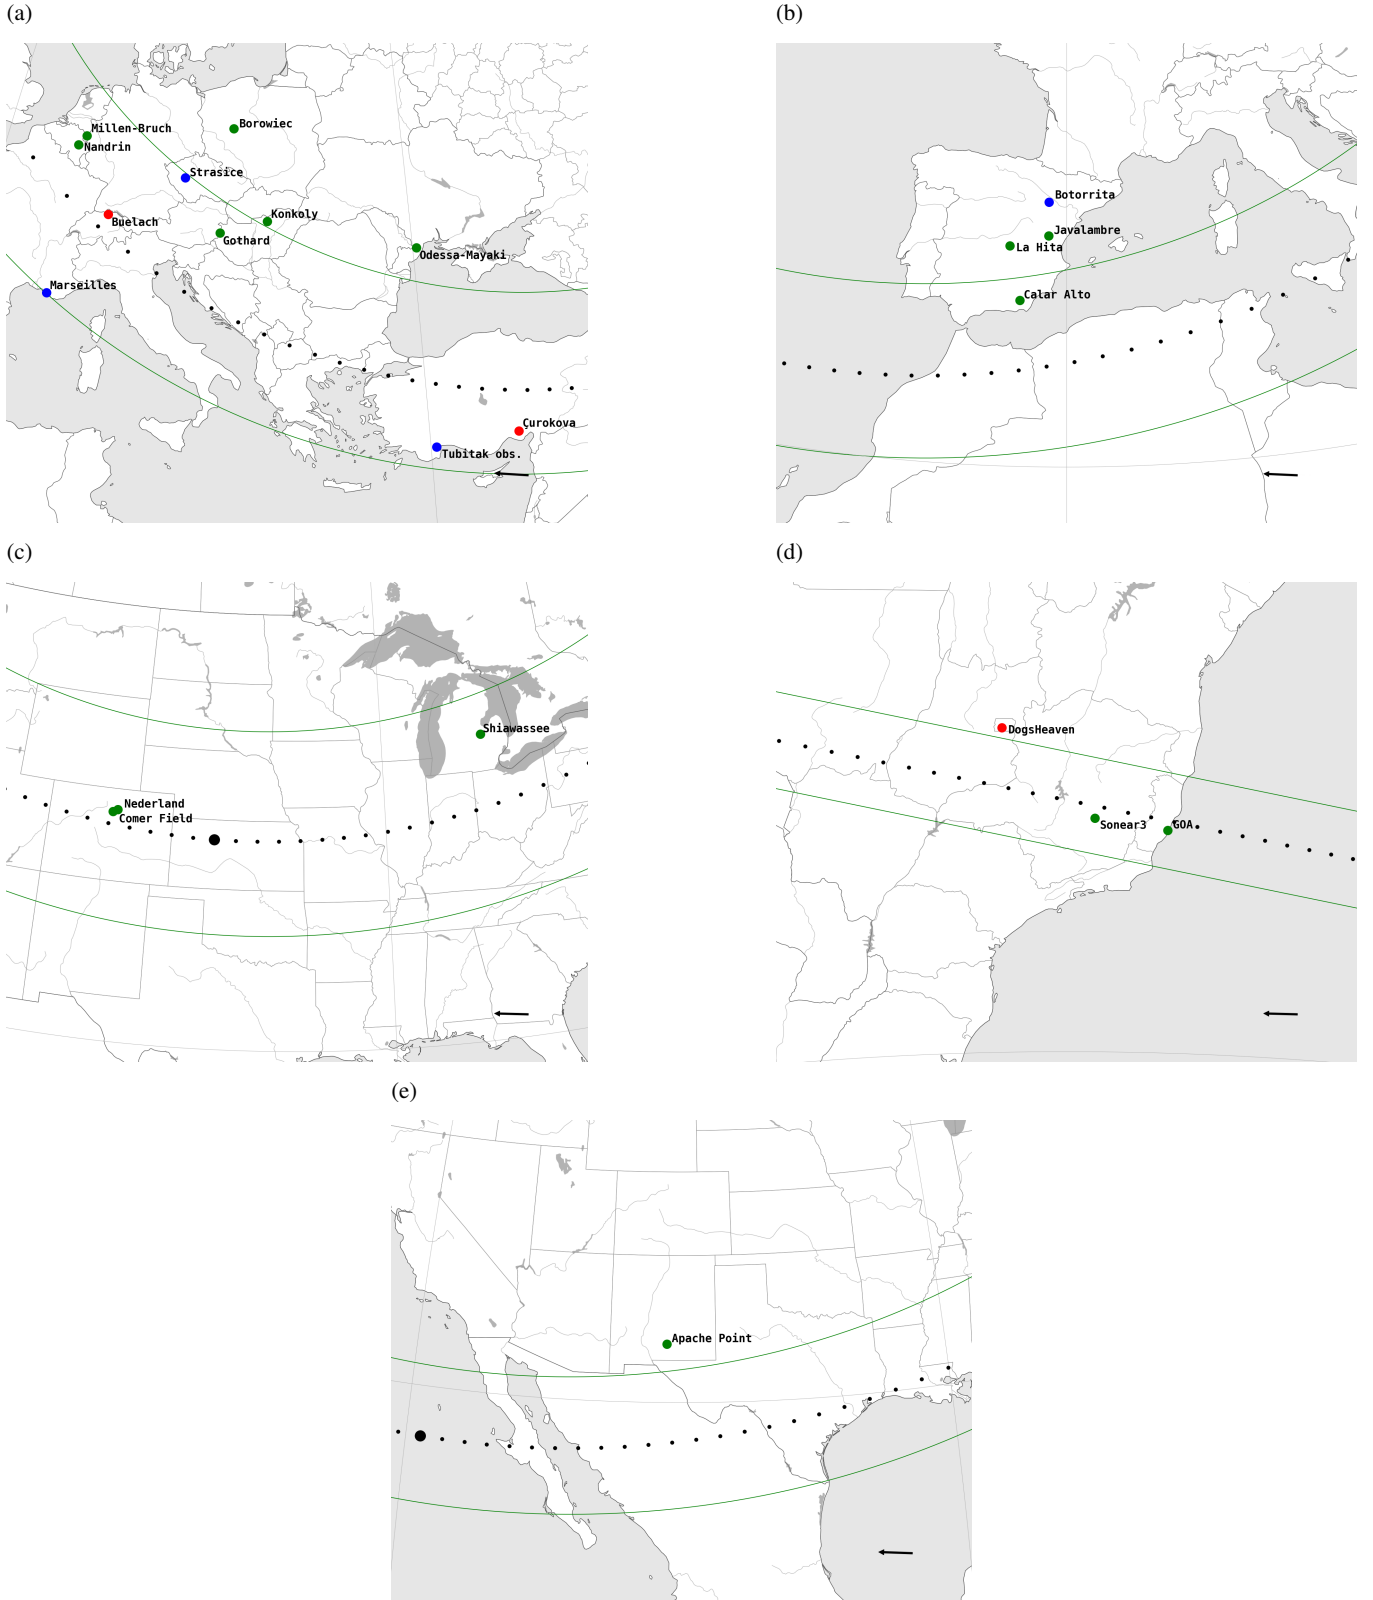 (a)
(b)
Millen-Bruch
Borowiec
Nandrin
Strasice
Buelach
Konkoly
Gothard
Odessa-Mayaki
Marseilles
Çurokova
Tubitak obs.
Botorrita
Javalambre
La Hita
Calar Alto
(c)
(d)
Shiawassee
Nederland
Comer Field
DogsHeaven
Sonear3
GOA
(e)
Apache Point